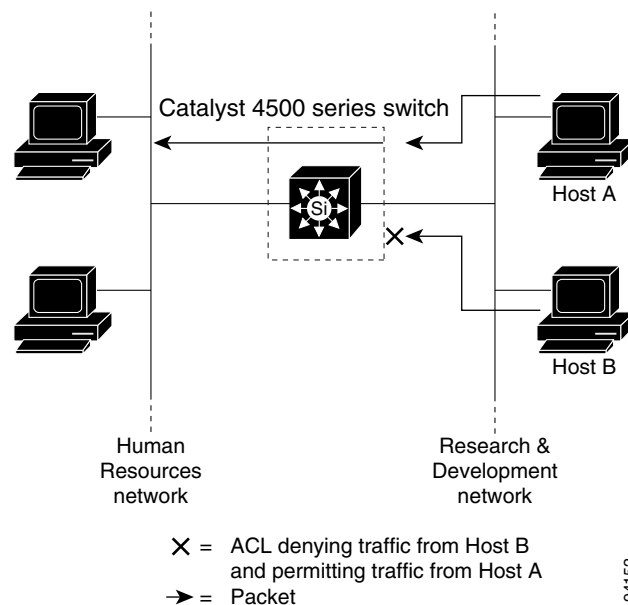 Catalyst 4500 series switch
Si
Host A
Host B
Human
Resources
network
Research &
Development
network
X = ACL denying traffic from Host B
and permitting traffic from Host A
= Packet